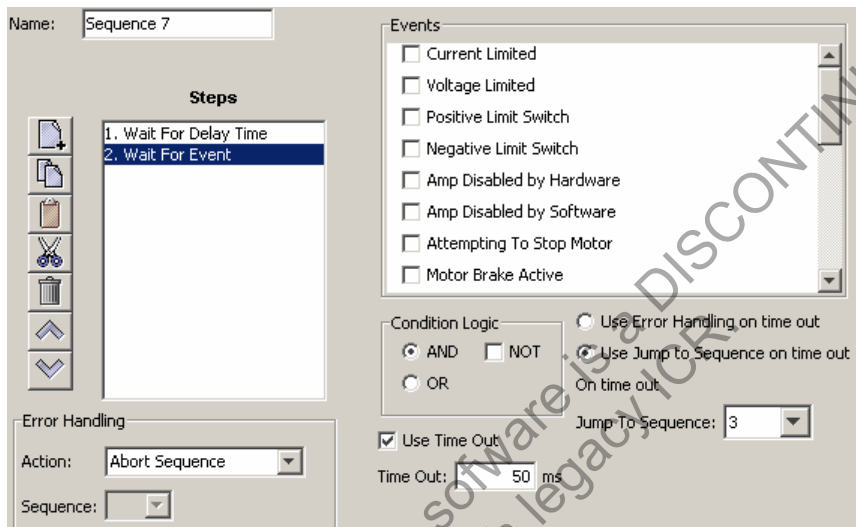 Name: Sequence 7
Steps
1. Wait For Delay Time
2. Wait For Event
Error Handling
Action: Abort Sequence
Sequence:
Events
Current Limited
Voltage Limited
Positive Limit Switch
Negative Limit Switch
Amp Disabled by Hardware
Amp Disabled by Software
Attempting To Stop Motor
Motor Brake Active
Condition Logic
AND NOT
OR
Use Error Handling on time out
Use Jump to Sequence on time out
On time out
Jump To Sequence: 3
Use Time Out
Time Out: 50 ms
software is a DISCONTIN
legacy ICR.